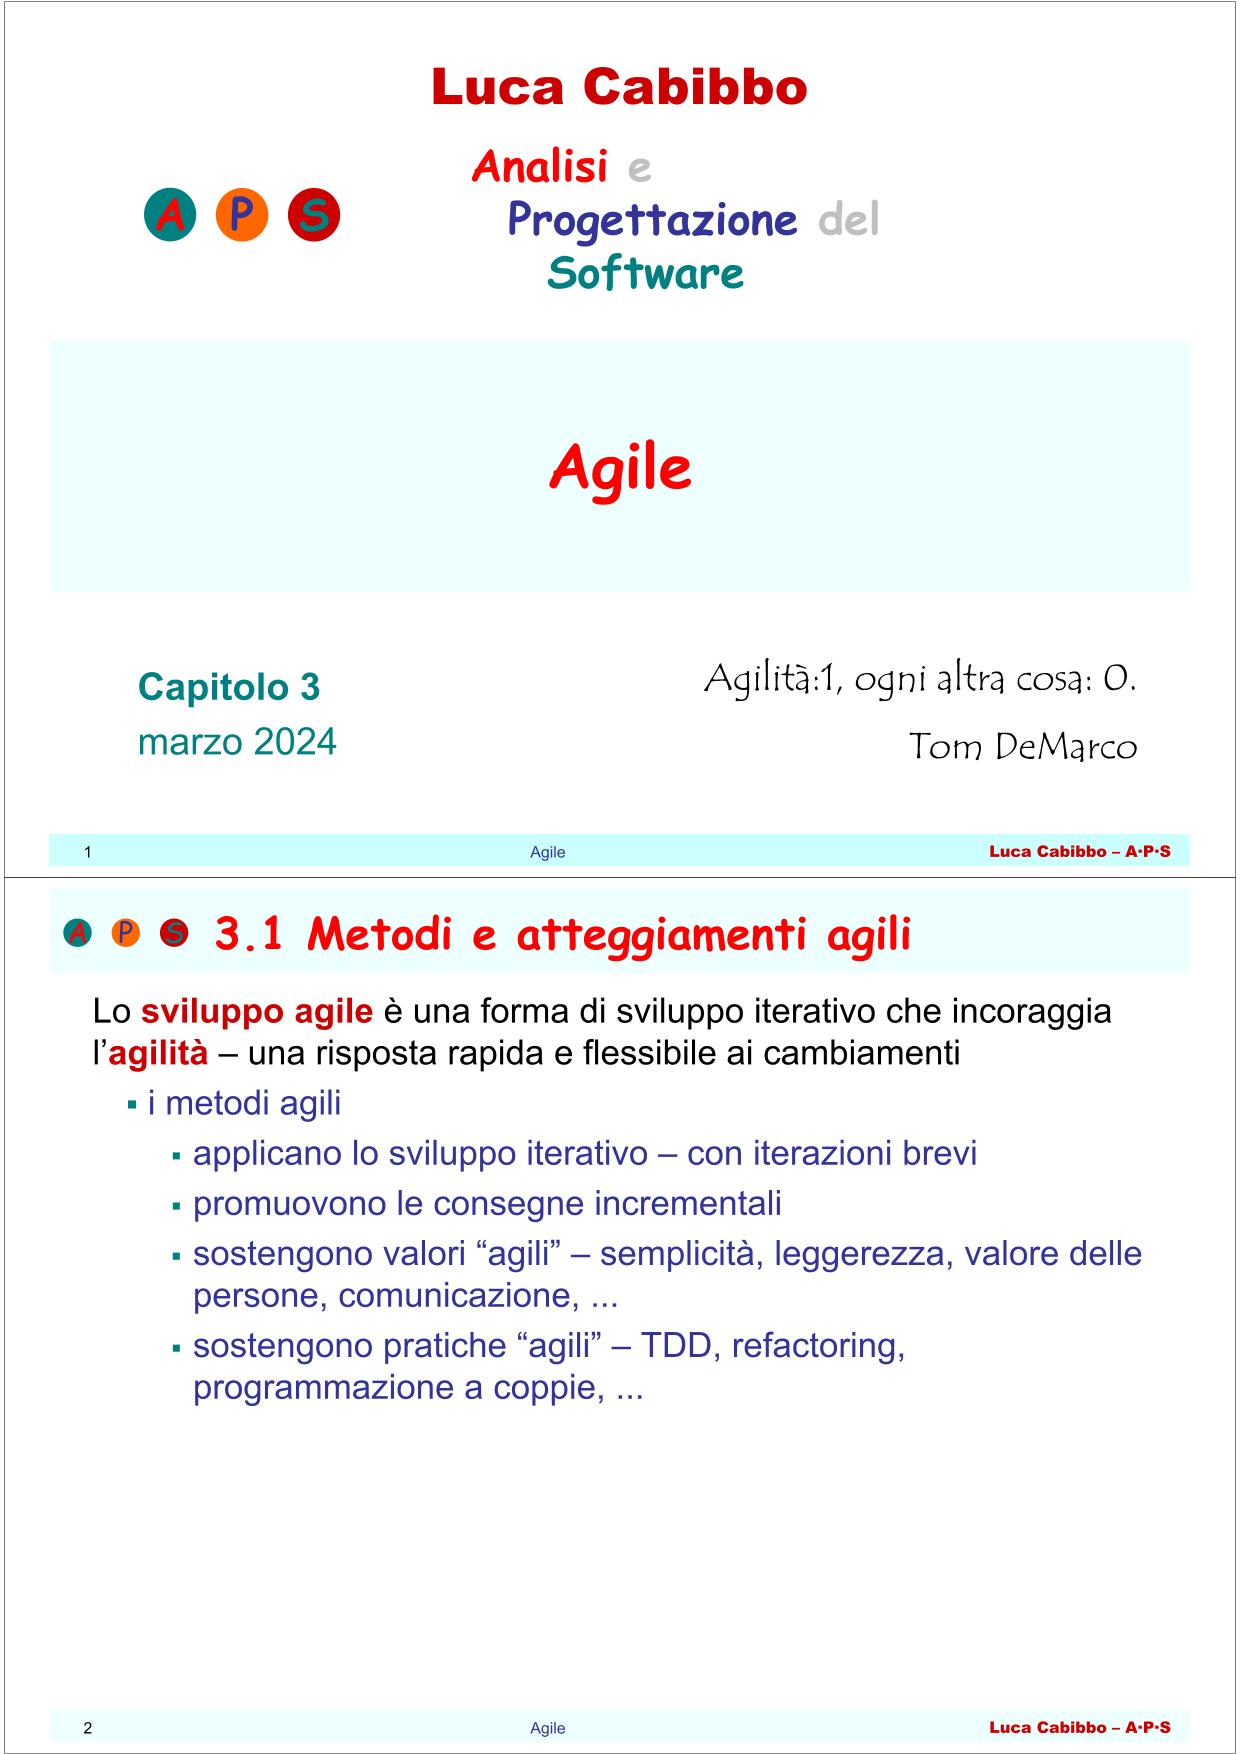 Luca Cabibbo
Analisi e
A P S
Progettazione del
Software
Agile
Capitolo 3
marzo 2024
Agilità:1, ogni altra cosa: 0.
Tom DeMarco
1 Agile Luca Cabibbo – A·P·S
A P S 3.1 Metodi e atteggiamenti agili
Lo sviluppo agile è una forma di sviluppo iterativo che incoraggia
l’agilità – una risposta rapida e flessibile ai cambiamenti
▪ i metodi agili
▪ applicano lo sviluppo iterativo – con iterazioni brevi
▪ promuovono le consegne incrementali
▪ sostengono valori “agili” – semplicità, leggerezza, valore delle
persone, comunicazione, ...
▪ sostengono pratiche “agili” – TDD, refactoring,
programmazione a coppie, ...
2 Agile Luca Cabibbo – A·P·S